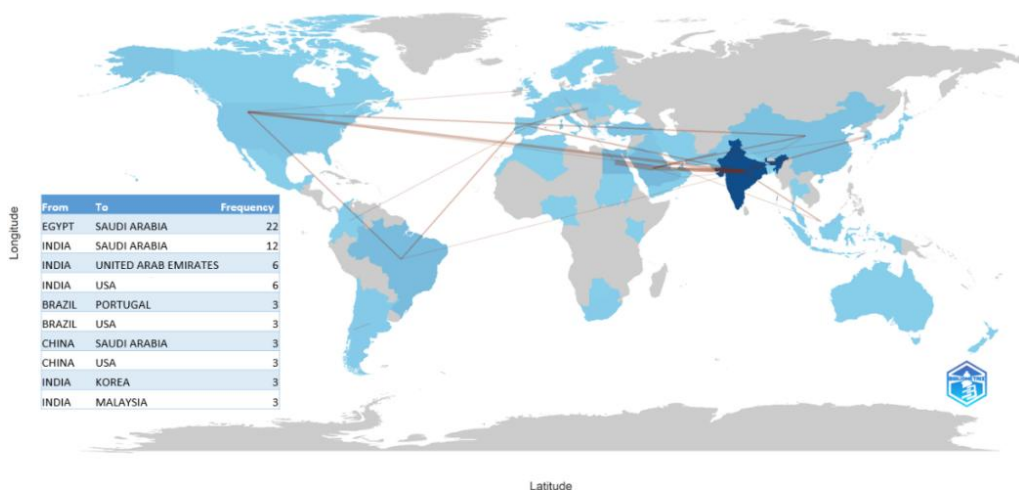 Longitude
From To Frequency
EGYPT SAUDI ARABIA 22
INDIA SAUDI ARABIA 12
INDIA UNITED ARAB EMIRATES 6
INDIA USA 6
BRAZIL PORTUGAL 3
BRAZIL USA 3
CHINA SAUDI ARABIA 3
CHINA USA 3
INDIA KOREA 3
INDIA MALAYSIA 3
Latitude